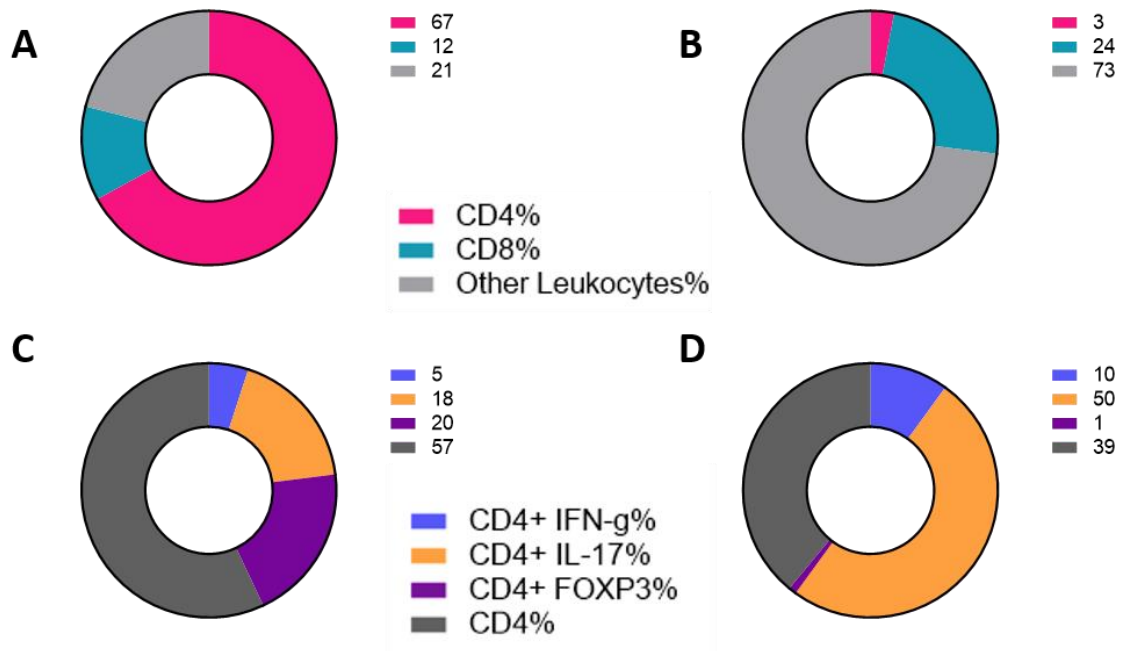 A
67
12
21
B
3
24
73
CD4%
CD8%
Other Leukocytes%
C
5
18
20
57
D
10
50
1
39
CD4+ IFN-g%
CD4+ IL-17%
CD4+ FOXP3%
CD4%